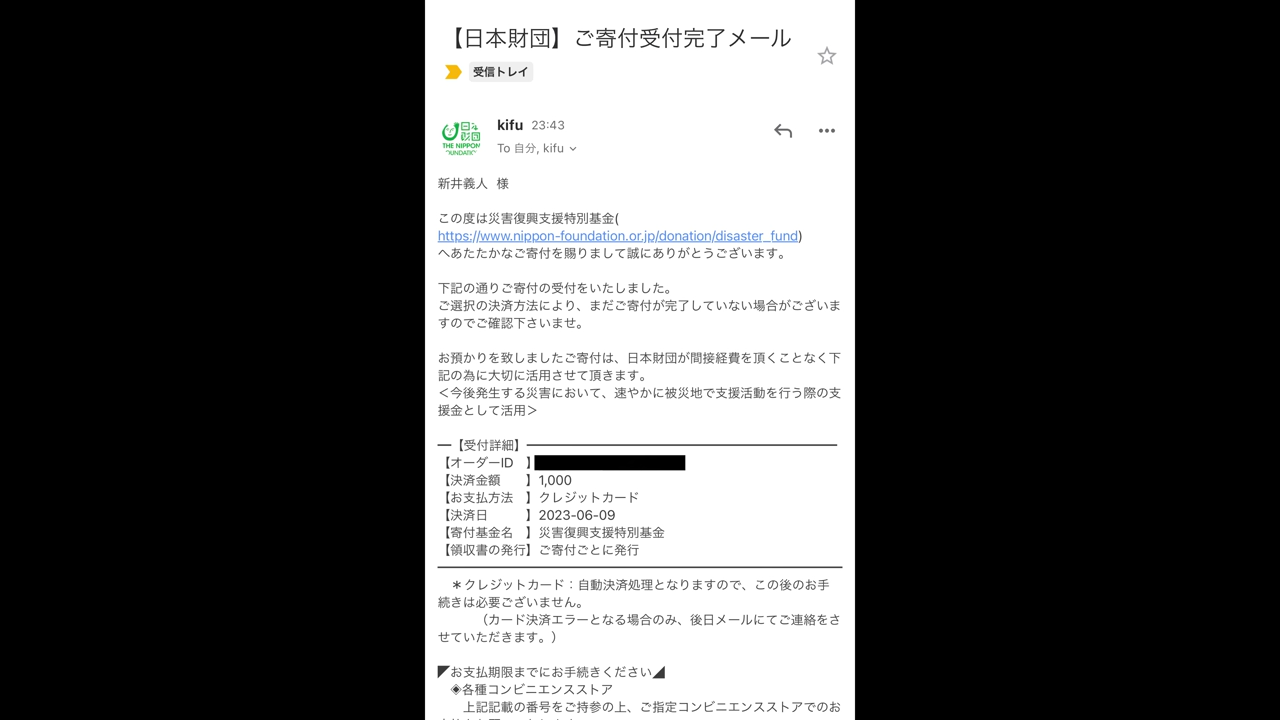 【日本財団】ご寄付受付完了メール
受信トレイ
日本財団
THE NIPPON
FOUNDATION
kifu 23:43
To 自分, kifu
新井義人 様
この度は災害復興支援特別基金(
https://www.nippon-foundation.or.jp/donation/disaster_fund)
へあたたかなご寄付を賜りまして誠にありがとうございます。
下記の通りご寄付の受付をいたしました。
ご選択の決済方法により、まだご寄付が完了していない場合がございま
すのでご確認下さいませ。
お預かりを致しましたご寄付は、日本財団が間接経費を頂くことなく下
記の為に大切に活用させて頂きます。
＜今後発生する災害において、速やかに被災地で支援活動を行う際の支
援金として活用＞
━【受付詳細】━━━━━━━━━━━━━━━━━━━━
【オーダーID 】
【決済金額 】1,000
【お支払方法 】クレジットカード
【決済日 】2023-06-09
【寄付基金名 】災害復興支援特別基金
【領収書の発行】ご寄付ごとに発行
＊クレジットカード：自動決済処理となりますので、この後のお手
続きは必要ございません。
（カード決済エラーとなる場合のみ、後日メールにてご連絡をさ
せていただきます。）
◤お支払期限までにお手続きください◢
◈各種コンビニエンスストア
上記記載の番号をご持参の上、ご指定コンビニエンスストアでのお